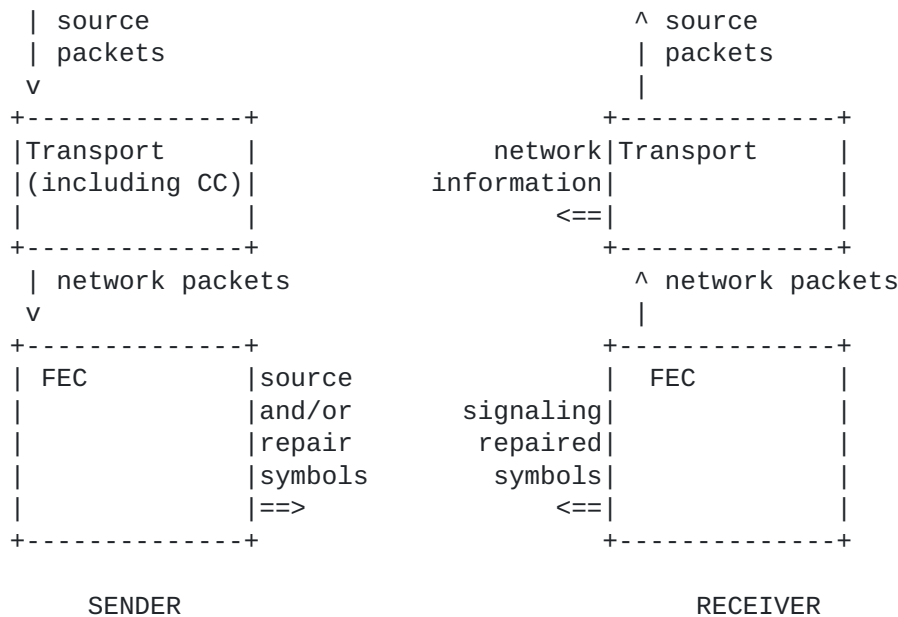 | source                               ^ source
| packets                              | packets
v                                      |
+--------------+                      +--------------+
|Transport     |               network|Transport     |
|(including CC)|           information|              |
|              |                   <==|              |
+--------------+                      +--------------+
| network packets                      ^ network packets
v                                      |
+--------------+                      +--------------+
| FEC          |source                |  FEC         |
|              |and/or       signaling|              |
|              |repair        repaired|              |
|              |symbols        symbols|              |
|              |==>                <==|              |
+--------------+                      +--------------+
SENDER                                 RECEIVER